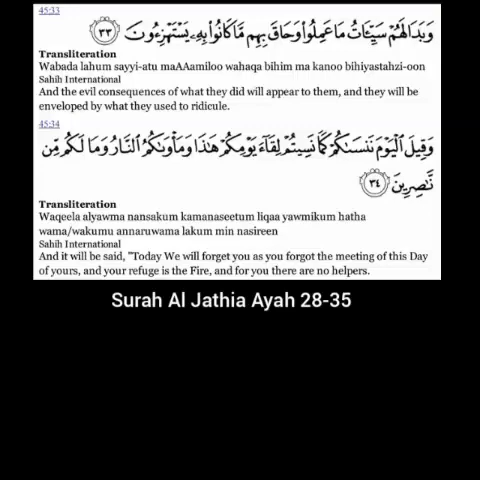 45:33
وَبَدَا لَهُمْ سَيِّـَٔاتُ مَا عَمِلُوا۟ وَحَاقَ بِهِم مَّا كَانُوا۟ بِهِۦ يَسْتَهْزِءُونَ ٣٣
Transliteration
Wabada lahum sayyi-atu maAAamiloo wahaqa bihim ma kanoo bihiyastahzi-oon
Sahih International
And the evil consequences of what they did will appear to them, and they will be
enveloped by what they used to ridicule.
45:34
وَقِيلَ ٱلْيَوْمَ نَنسَىٰكُمْ كَمَا نَسِيتُمْ لِقَآءَ يَوْمِكُمْ هَـٰذَا وَمَأْوَىٰكُمُ ٱلنَّارُ وَمَا لَكُم مِّن
نَّـٰصِرِينَ ٣٤
Transliteration
Waqeela alyawma nansakum kamanaseetum liqaa yawmikum hatha
wama/wakumu annaruwama lakum min nasireen
Sahih International
And it will be said, "Today We will forget you as you forgot the meeting of this Day
of yours, and your refuge is the Fire, and for you there are no helpers.
Surah Al Jathia Ayah 28-35